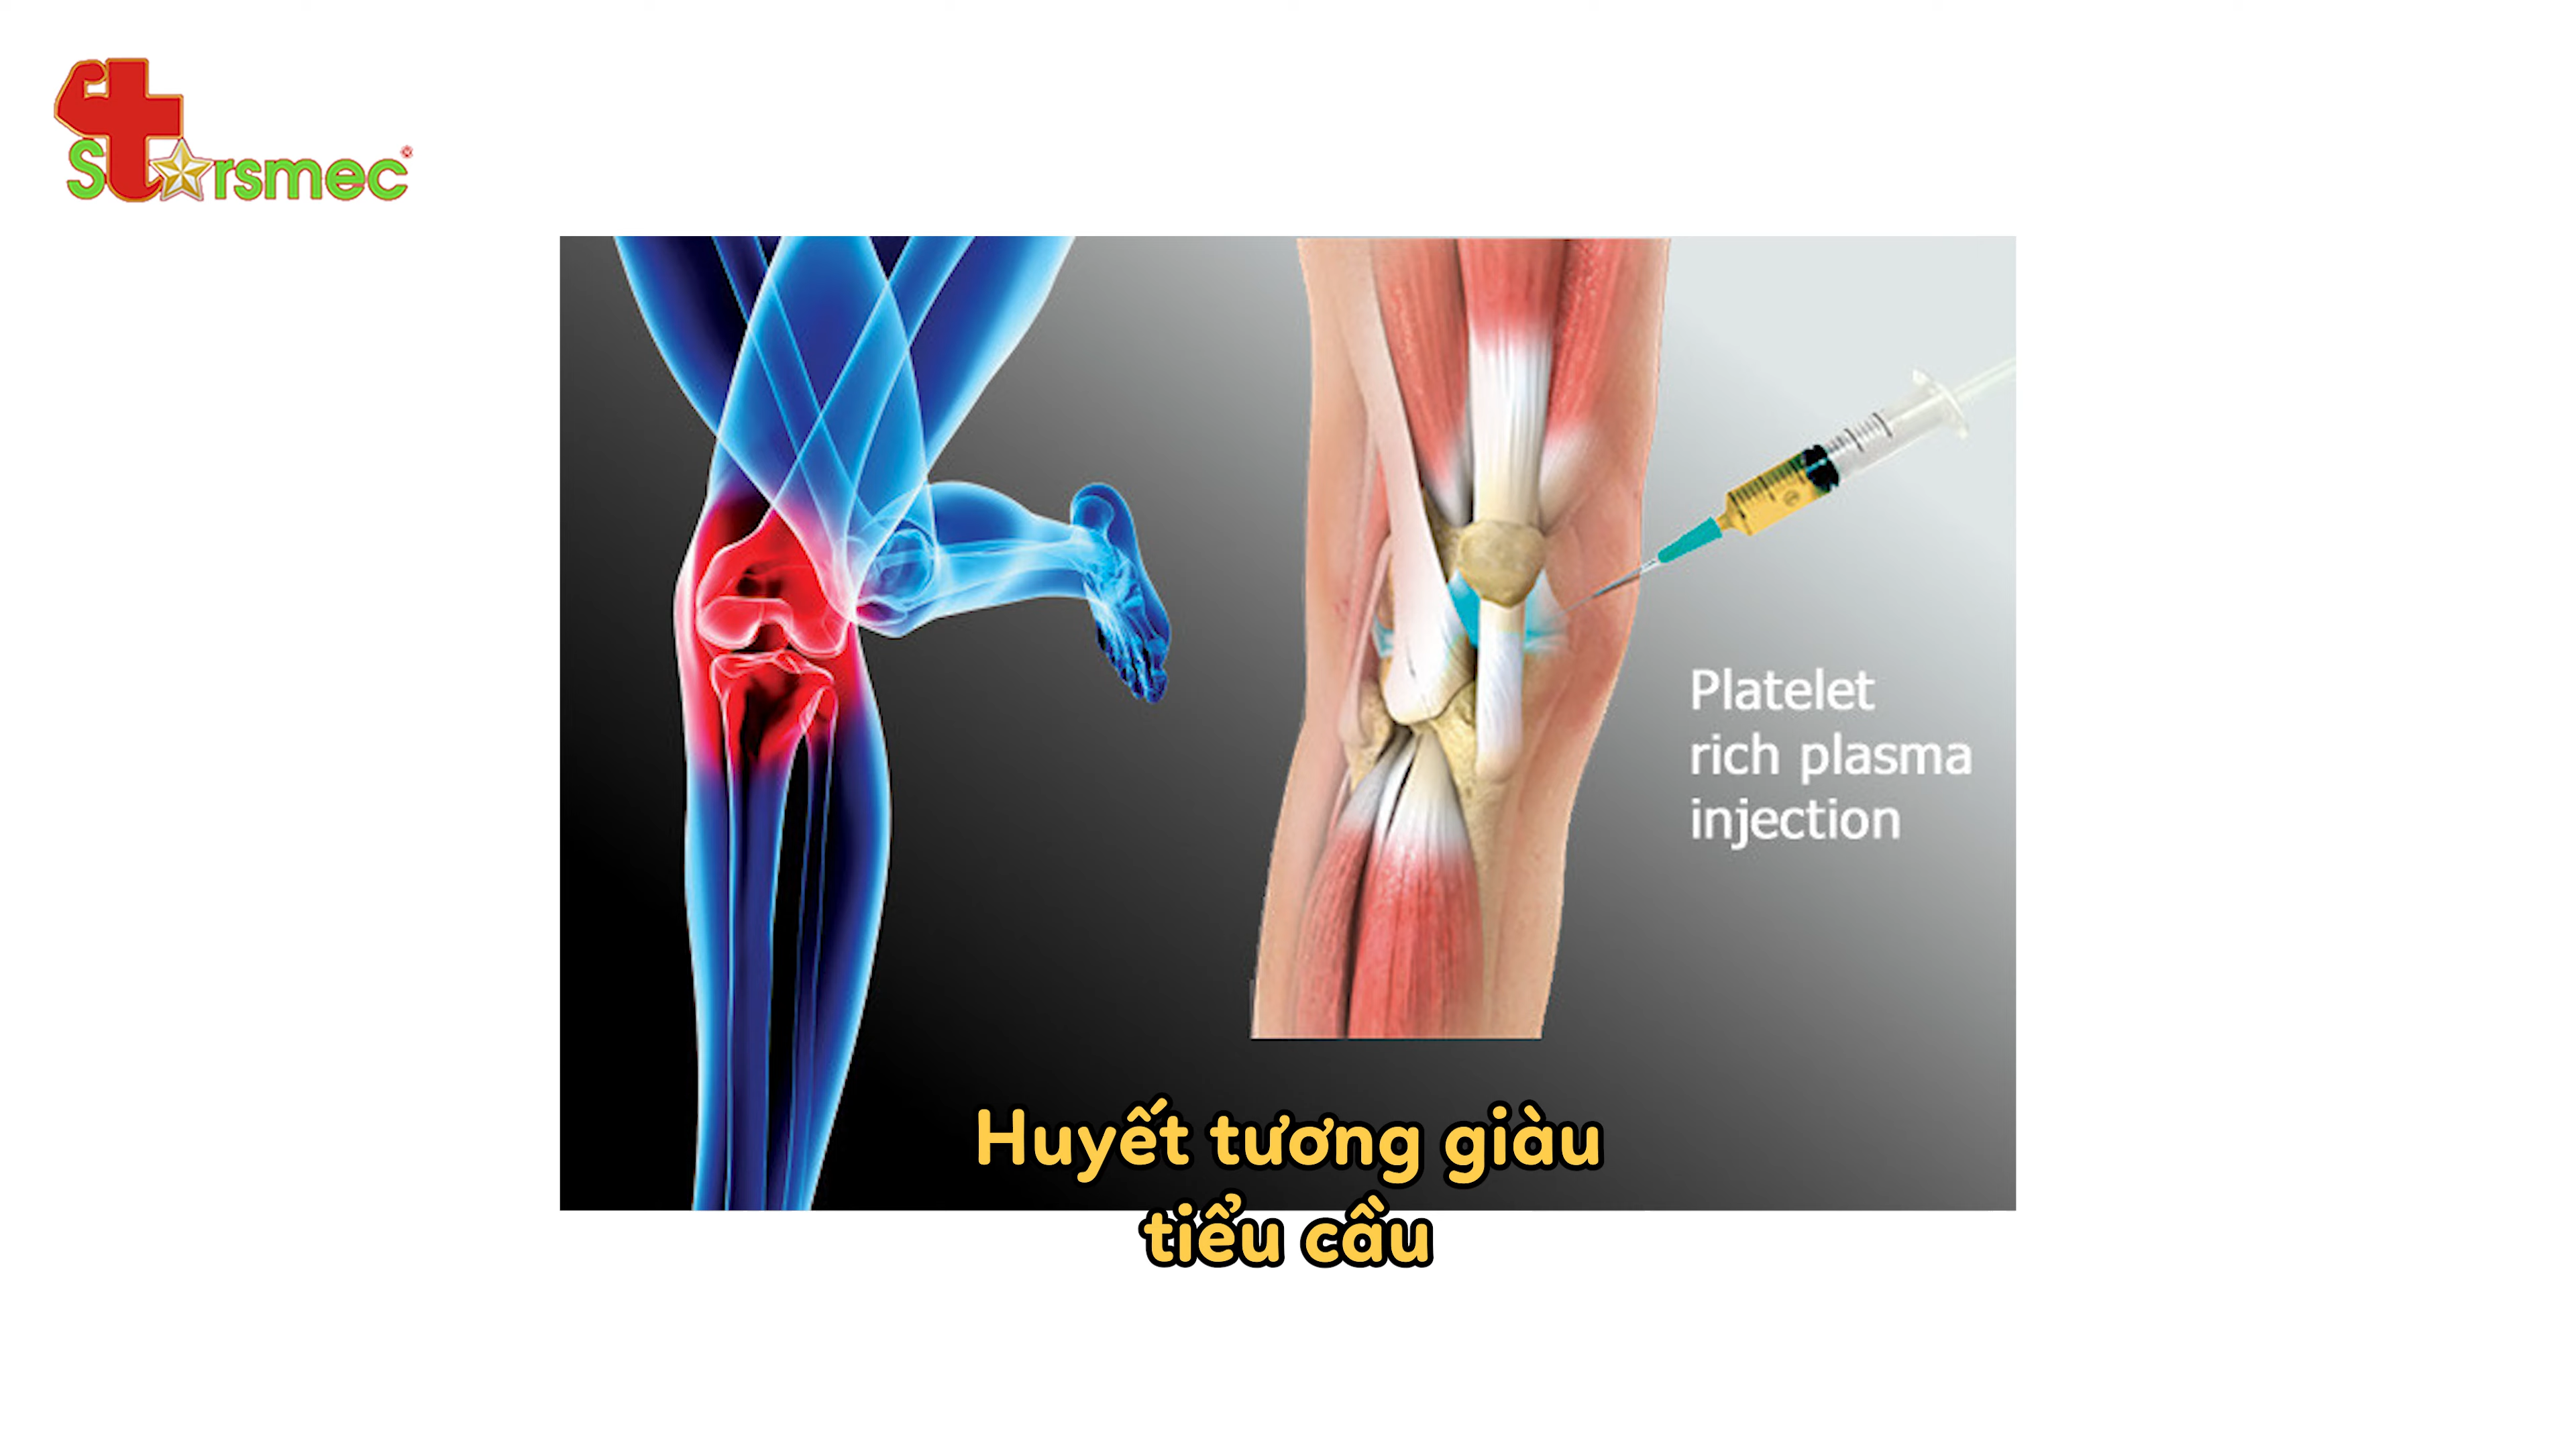 Starsmec
Platelet
rich plasma
injection
Huyết tương giàu
tiểu cầu